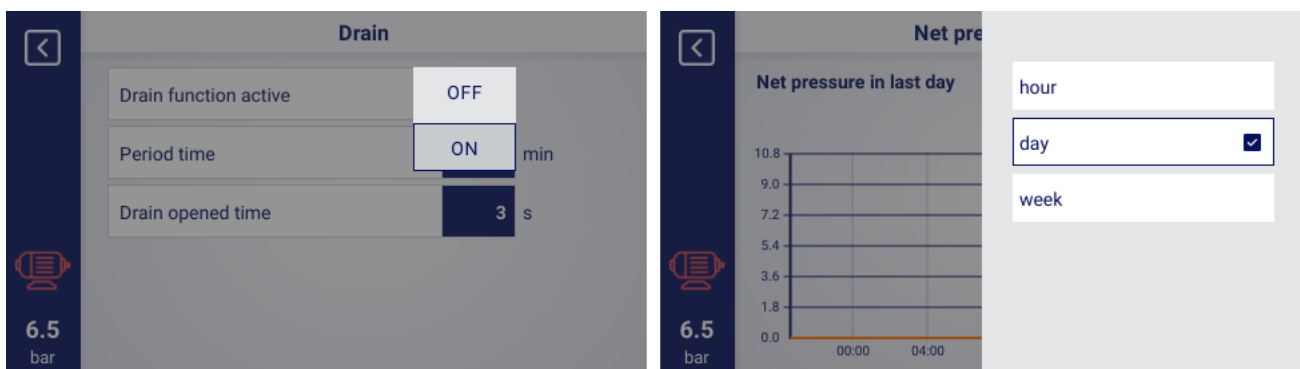 Drain
Drain function active
OFF
Period time
ON
min
Drain opened time
3 s
6.5
bar
Net pre
Net pressure in last day
10.8
9.0
7.2
5.4
3.6
1.8
0.0
00:00 04:00
6.5
bar
hour
day
week